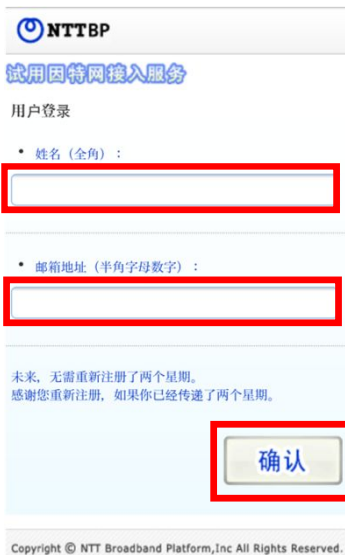 NTTBP
试用因特网接入服务
用户登录
• 姓名（全角）：
• 邮箱地址（半角字母数字）：
未来，无需重新注册了两个星期。
感谢您重新注册，如果你已经传递了两个星期。
确认
Copyright © NTT Broadband Platform,Inc All Rights Reserved.